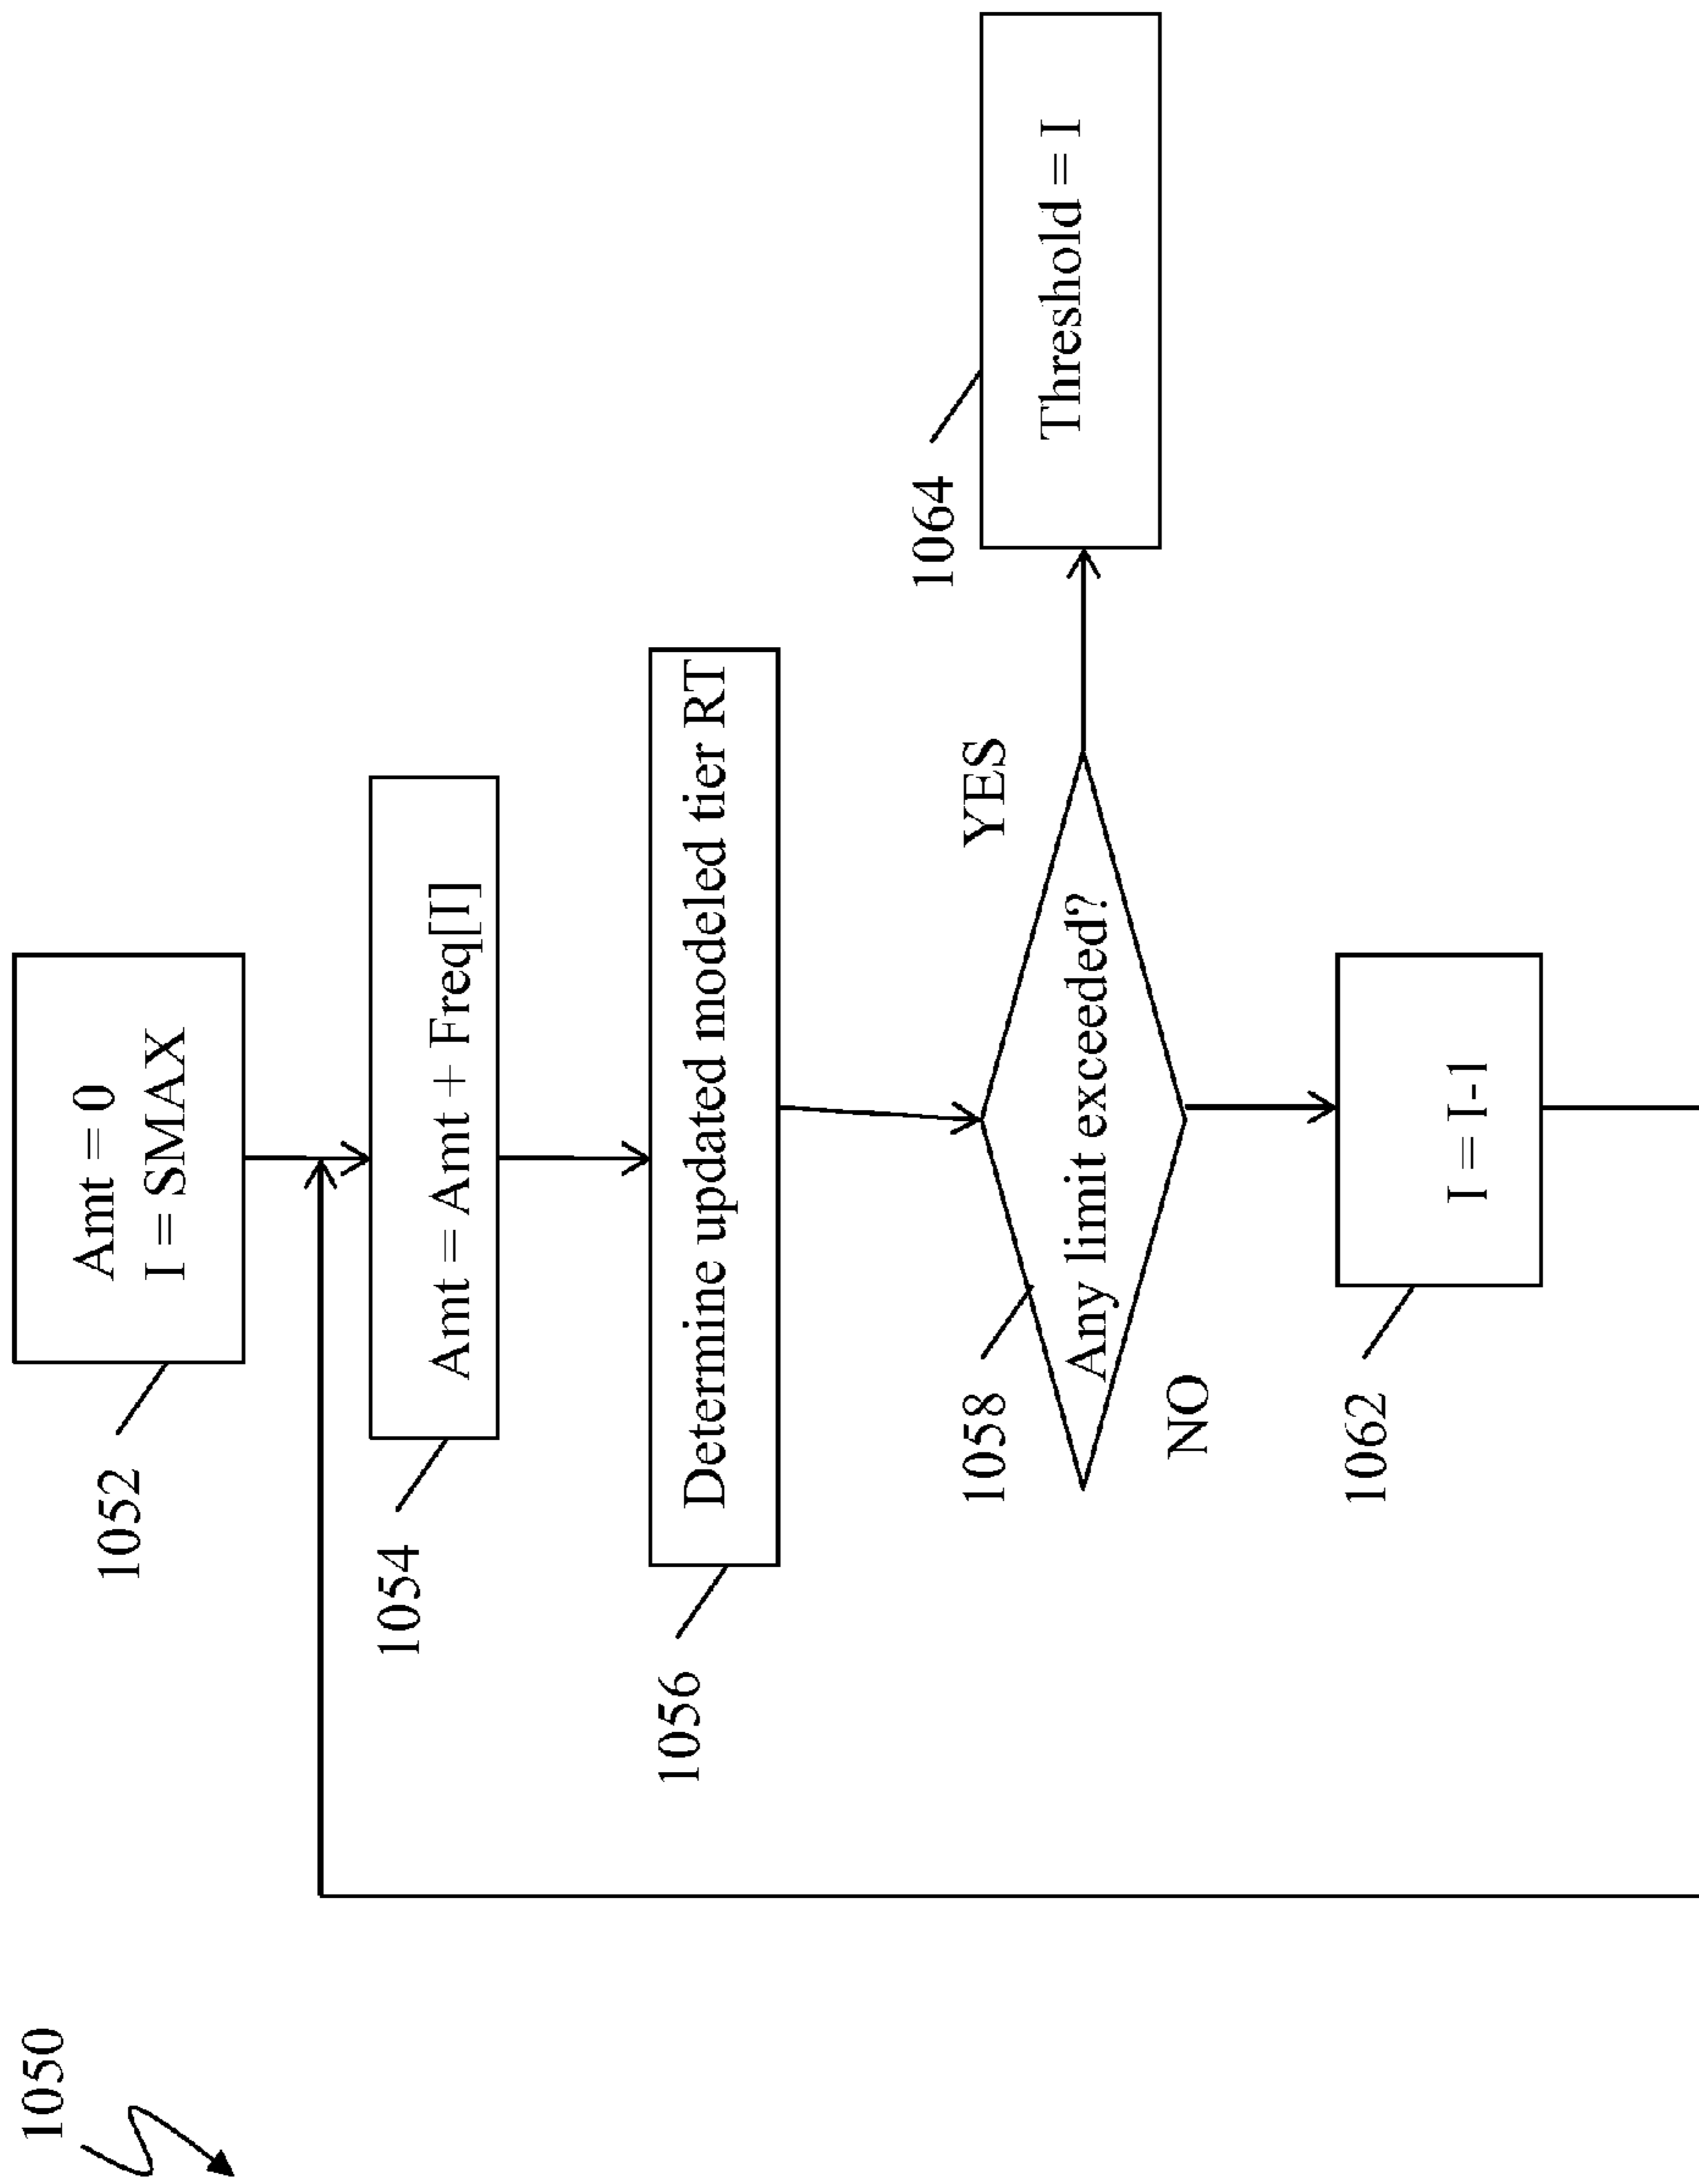 1050
1052
Amt = 0
I = SMAX
1054
Amt = Amt + Freq[I]
1056
Determine updated modeled tier RT
1058
Any limit exceeded?
YES
1064
Threshold = I
NO
1062
I = I-1